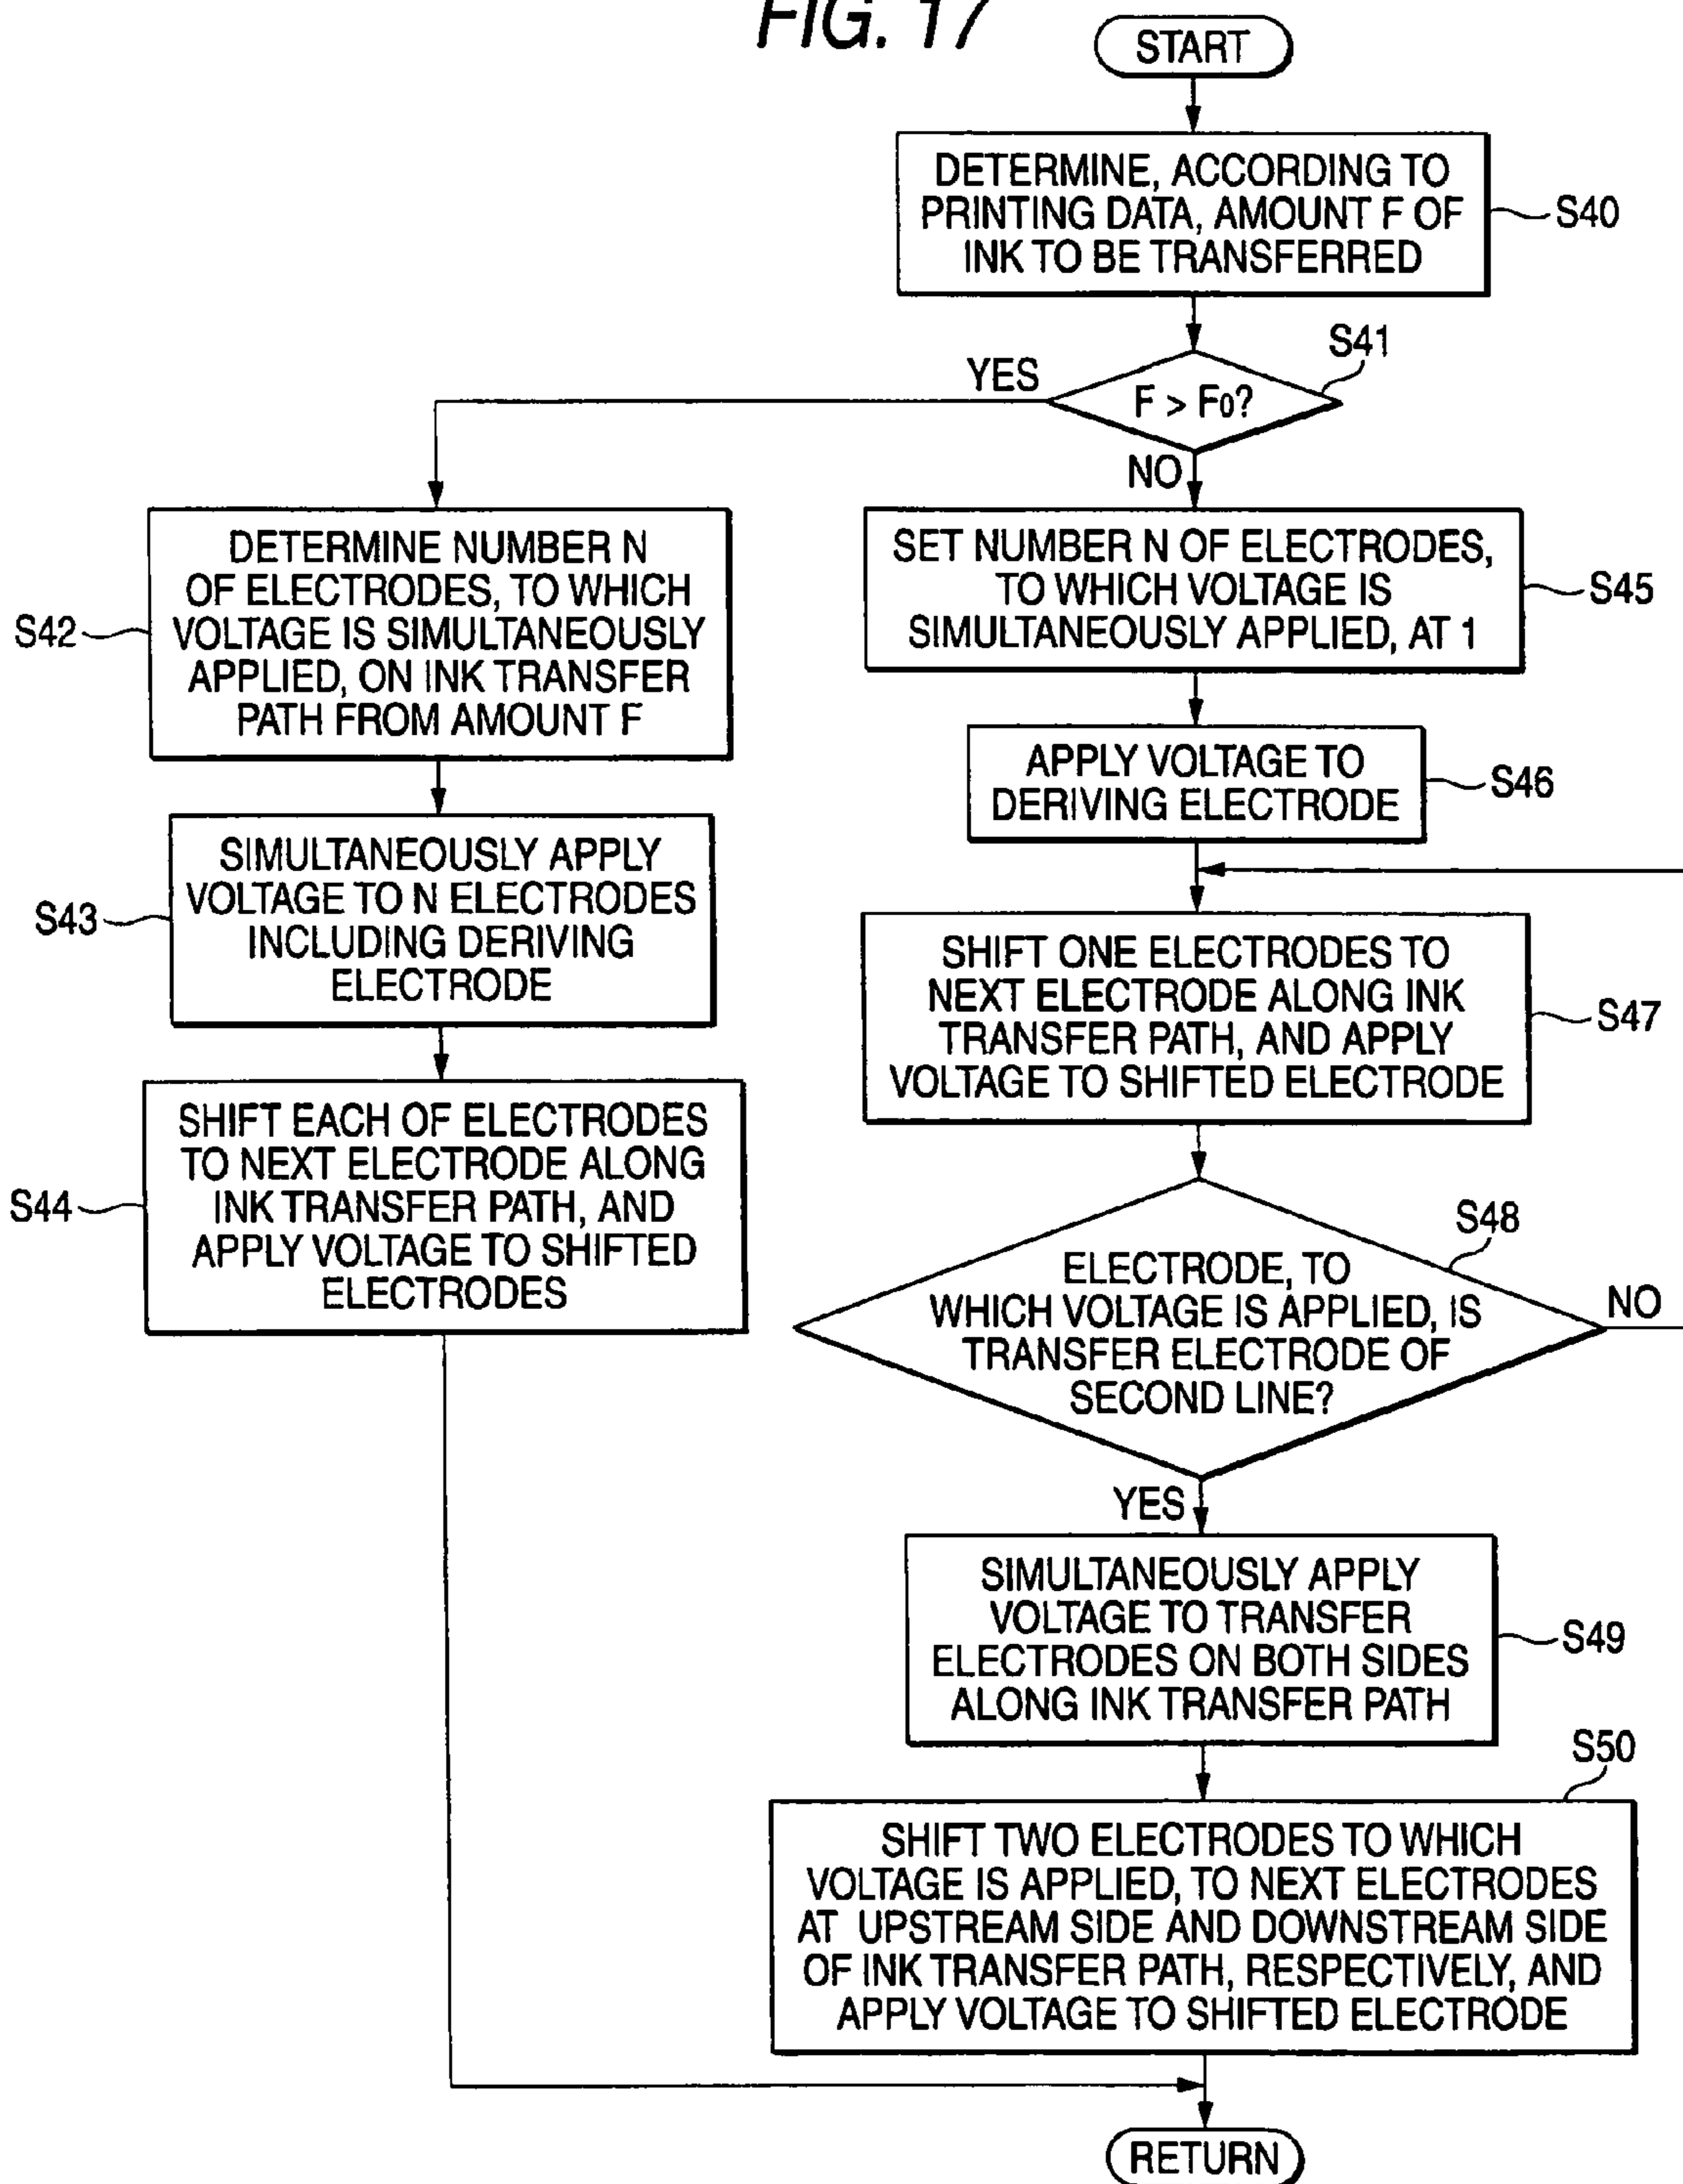 FIG. 17
START
DETERMINE, ACCORDING TO
PRINTING DATA, AMOUNT F OF
INK TO BE TRANSFERRED
S40
S41
F > F0?
YES
NO
DETERMINE NUMBER N
OF ELECTRODES, TO WHICH
VOLTAGE IS SIMULTANEOUSLY
APPLIED, ON INK TRANSFER
PATH FROM AMOUNT F
S42
SIMULTANEOUSLY APPLY
VOLTAGE TO N ELECTRODES
INCLUDING DERIVING
ELECTRODE
S43
SHIFT EACH OF ELECTRODES
TO NEXT ELECTRODE ALONG
INK TRANSFER PATH, AND
APPLY VOLTAGE TO SHIFTED
ELECTRODES
S44
SET NUMBER N OF ELECTRODES,
TO WHICH VOLTAGE IS
SIMULTANEOUSLY APPLIED, AT 1
S45
APPLY VOLTAGE TO
DERIVING ELECTRODE
S46
SHIFT ONE ELECTRODES TO
NEXT ELECTRODE ALONG INK
TRANSFER PATH, AND APPLY
VOLTAGE TO SHIFTED ELECTRODE
S47
S48
ELECTRODE, TO
WHICH VOLTAGE IS APPLIED, IS
TRANSFER ELECTRODE OF
SECOND LINE?
NO
YES
SIMULTANEOUSLY APPLY
VOLTAGE TO TRANSFER
ELECTRODES ON BOTH SIDES
ALONG INK TRANSFER PATH
S49
S50
SHIFT TWO ELECTRODES TO WHICH
VOLTAGE IS APPLIED, TO NEXT ELECTRODES
AT UPSTREAM SIDE AND DOWNSTREAM SIDE
OF INK TRANSFER PATH, RESPECTIVELY, AND
APPLY VOLTAGE TO SHIFTED ELECTRODE
RETURN